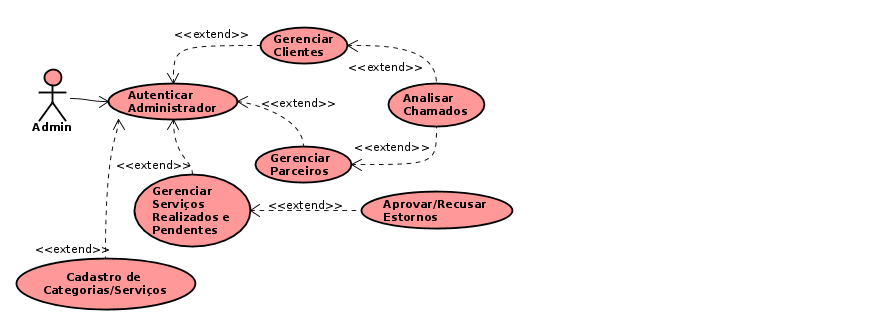 <<extend>>
Gerenciar
Clientes
<<extend>>
Autenticar
Administrador
<<extend>>
Analisar
Chamados
Admin
<<extend>>
Gerenciar
Parceiros
<<extend>>
Gerenciar
Serviços
Realizados e
Pendentes
<<extend>>
Aprovar/Recusar
Estornos
<<extend>>
Cadastro de
Categorias/Serviços